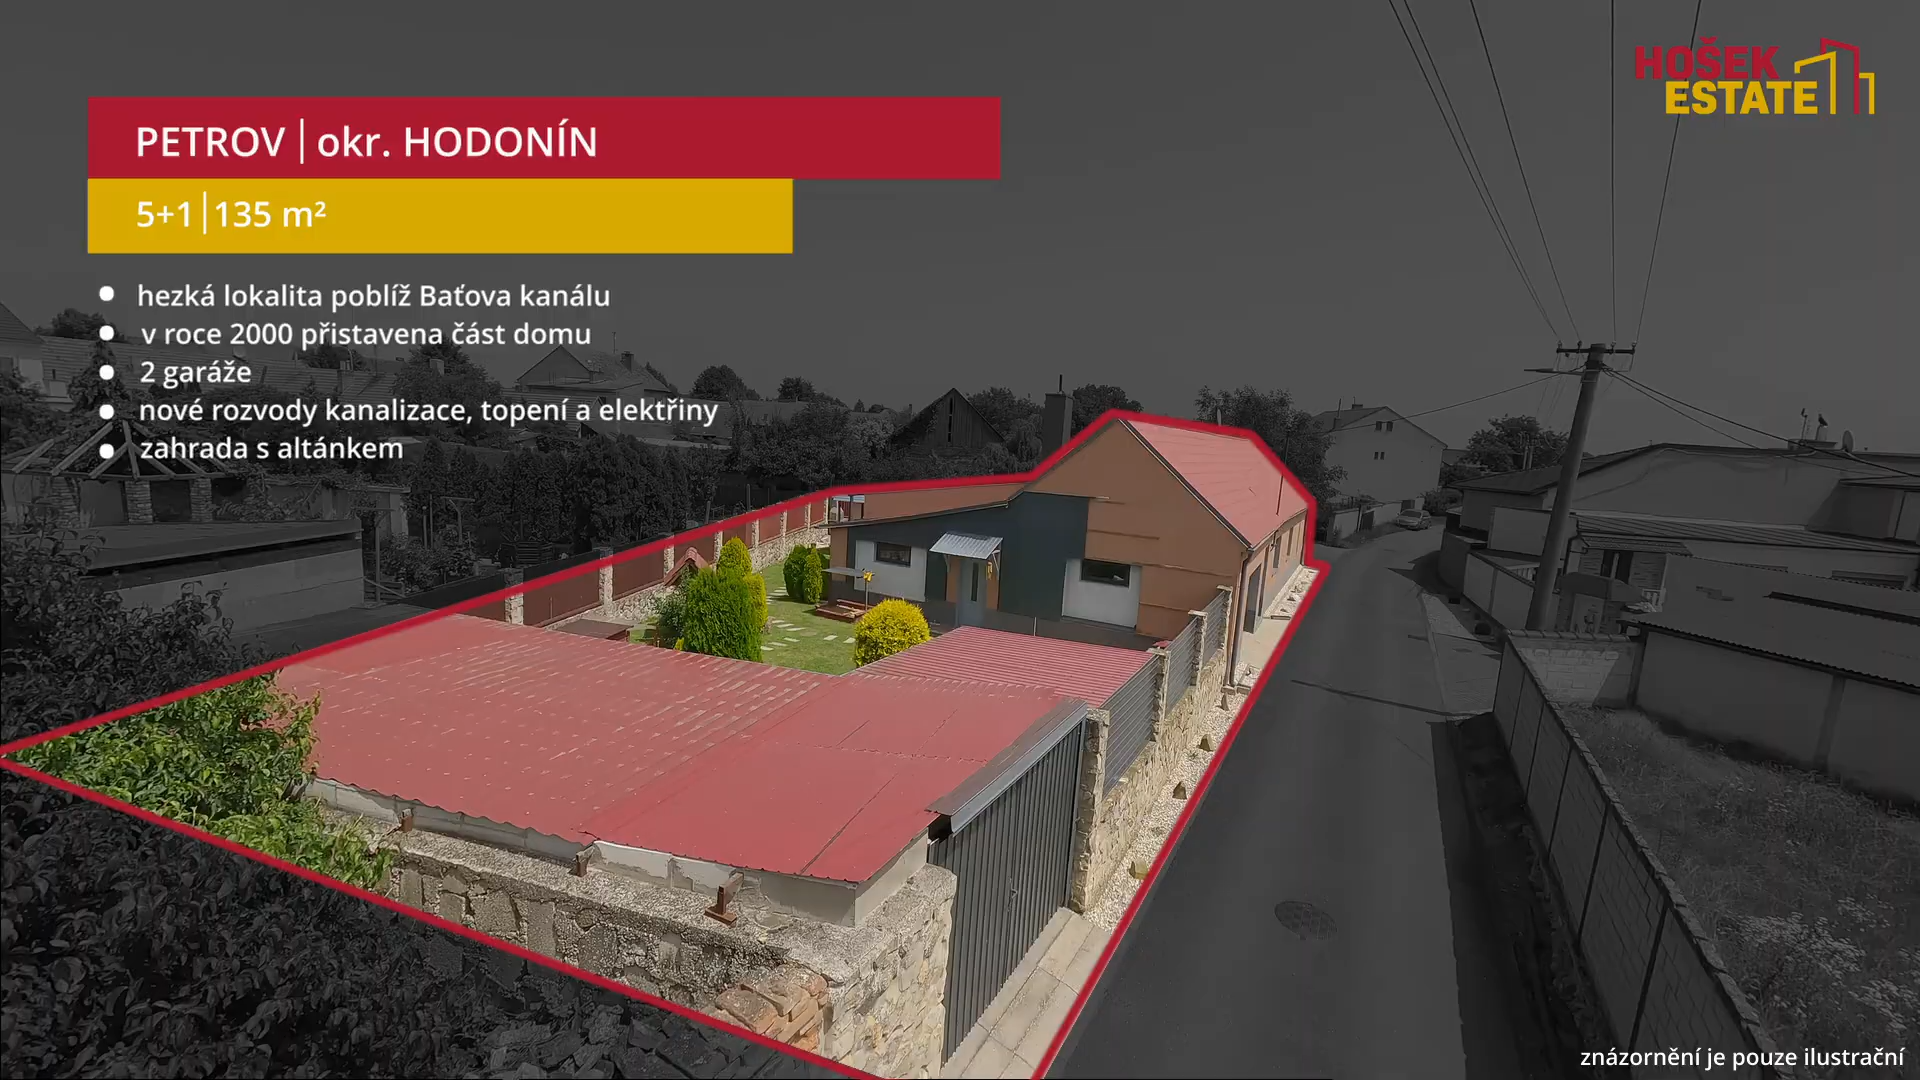 HOŠEK
ESTATE
PETROV | okr. HODONÍN
5+1 | 135 m²
• hezká lokalita poblíž Baťova kanálu
• v roce 2000 přistavena část domu
• 2 garáže
• nové rozvody kanalizace, topení a elektřiny
• zahrada s altánkem
znázornění je pouze ilustrační